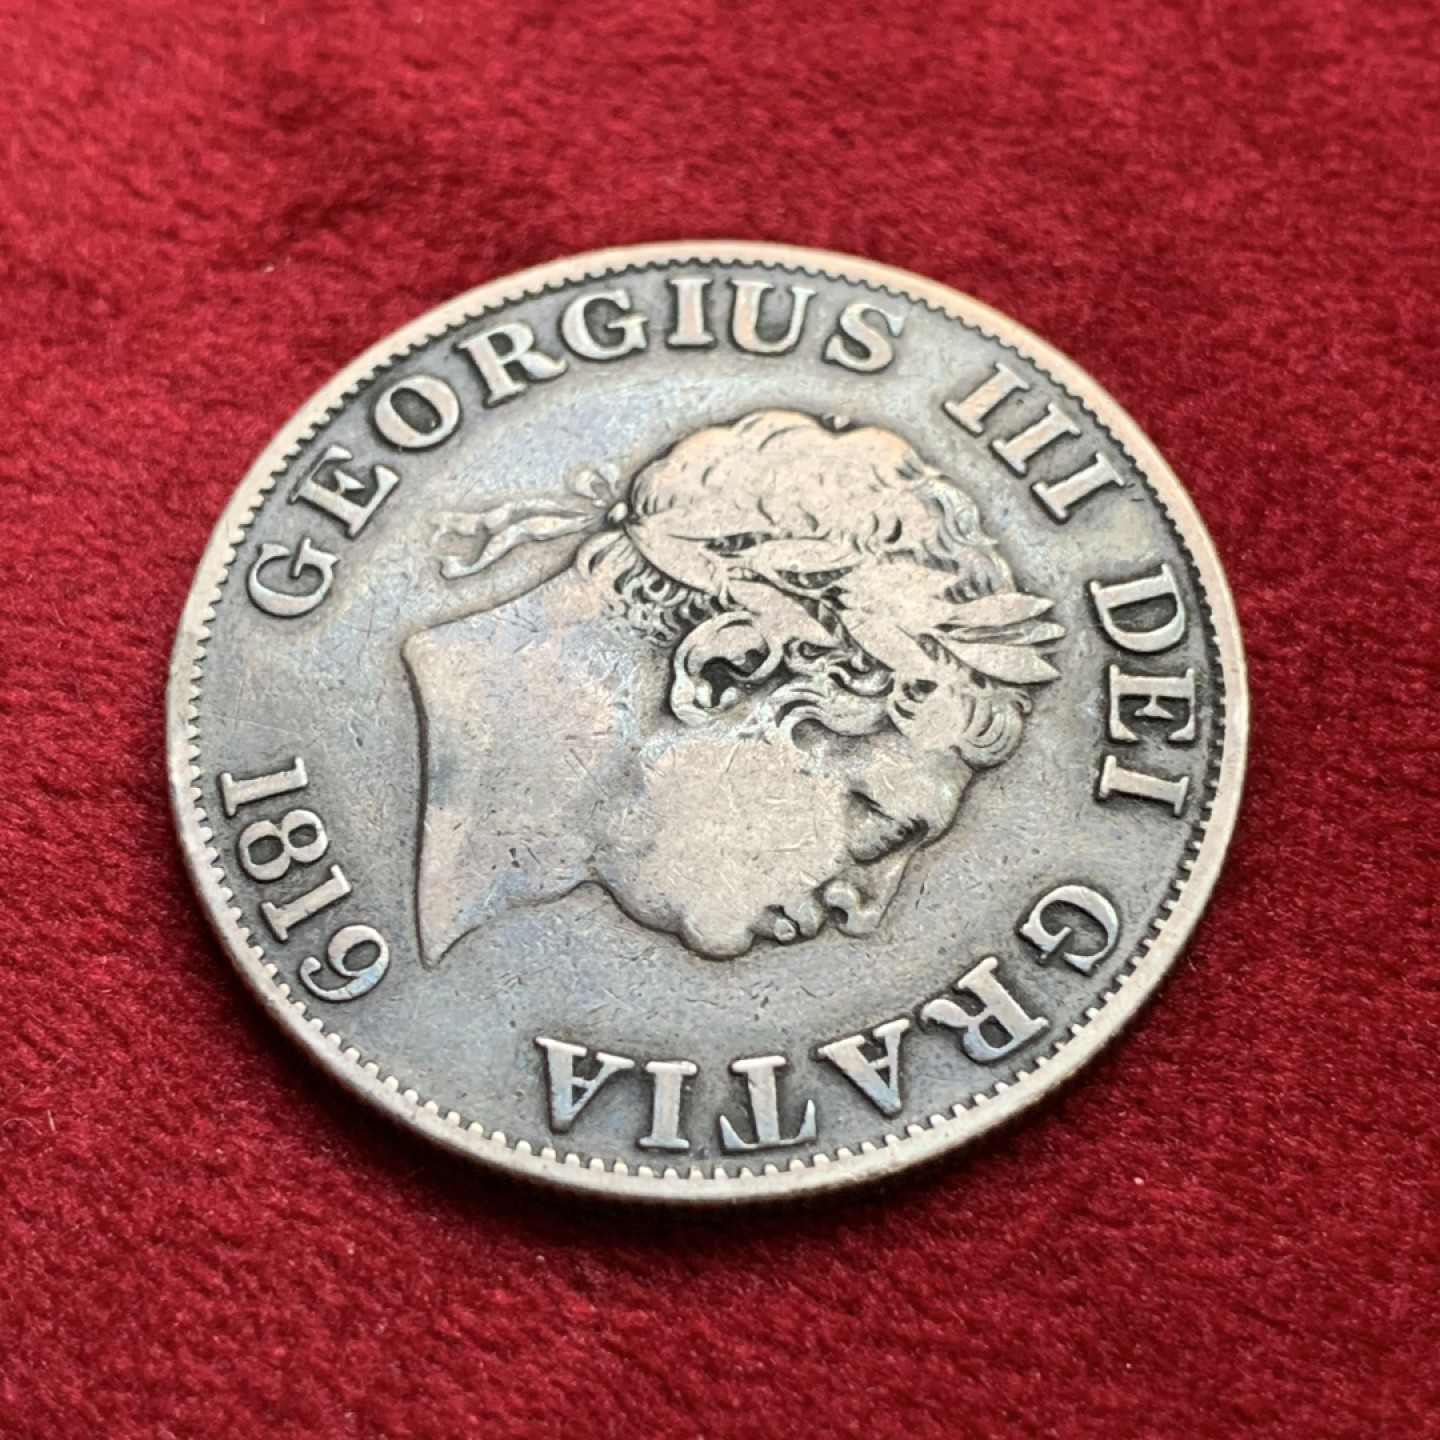 GEORGIUS III DEI GRATIA
1819